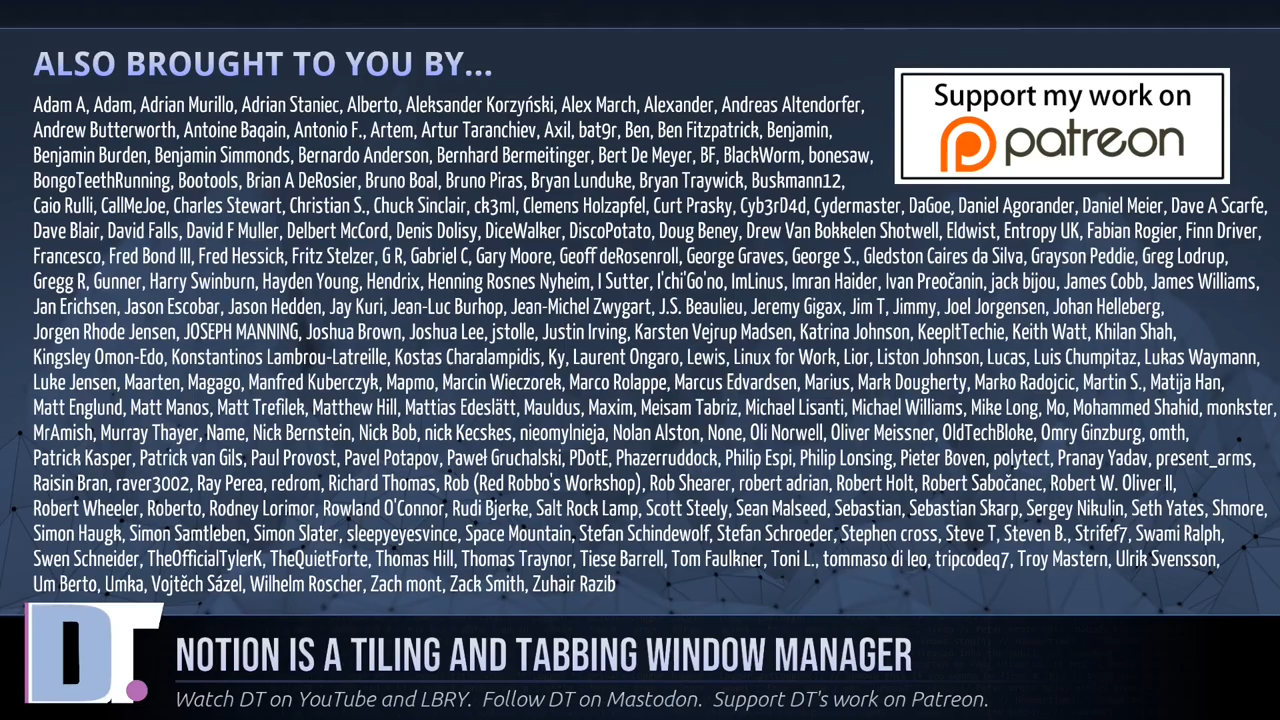 ALSO BROUGHT TO YOU BY...
Adam A, Adam, Adrian Murillo, Adrian Staniec, Alberto, Aleksander Korzyński, Alex March, Alexander, Andreas Altendorfer,
Andrew Butterworth, Antoine Baqain, Antonio F., Artem, Artur Taranchiev, Axil, bat9r, Ben, Ben Fitzpatrick, Benjamin,
Benjamin Burden, Benjamin Simmonds, Bernardo Anderson, Bernhard Bermeitinger, Bert De Meyer, BF, BlackWorm, bonesaw,
BongoTeethRunning, Bootools, Brian A DeRosier, Bruno Boal, Bruno Piras, Bryan Lunduke, Bryan Traywick, Buskmann12,
Support my work on
patreon
Caio Rulli, CallMeJoe, Charles Stewart, Christian S., Chuck Sinclair, ck3ml, Clemens Holzapfel, Curt Prasky, Cyb3rD4d, Cydermaster, DaGoe, Daniel Agorander, Daniel Meier, Dave A Scarfe,
Dave Blair, David Falls, David F Muller, Delbert McCord, Denis Dolisy, DiceWalker, DiscoPotato, Doug Beney, Drew Van Bokkelen Shotwell, Eldwist, Entropy UK, Fabian Rogier, Finn Driver,
Francesco, Fred Bond III, Fred Hessick, Fritz Stelzer, G R, Gabriel C, Gary Moore, Geoff deRosenroll, George Graves, George S., Gledston Caires da Silva, Grayson Peddie, Greg Lodrup,
Gregg R, Gunner, Harry Swinburn, Hayden Young, Hendrix, Henning Rosnes Nyheim, I Sutter, I'chi'Go'no, ImLinus, Imran Haider, Ivan Preočanin, jack bijou, James Cobb, James Williams,
Jan Erichsen, Jason Escobar, Jason Hedden, Jay Kuri, Jean-Luc Burhop, Jean-Michel Zwygart, J.S. Beaulieu, Jeremy Gigax, Jim T, Jimmy, Joel Jorgensen, Johan Helleberg,
Jorgen Rhode Jensen, JOSEPH MANNING, Joshua Brown, Joshua Lee, jstolle, Justin Irving, Karsten Vejrup Madsen, Katrina Johnson, KeepItTechie, Keith Watt, Khilan Shah,
Kingsley Omon-Edo, Konstantinos Lambrou-Latreille, Kostas Charalampidis, Ky, Laurent Ongaro, Lewis, Linux for Work, Lior, Liston Johnson, Lucas, Luis Chumpitaz, Lukas Waymann,
Luke Jensen, Maarten, Magago, Manfred Kuberczyk, Mapmo, Marcin Wieczorek, Marco Rolappe, Marcus Edvardsen, Marius, Mark Dougherty, Marko Radojcic, Martin S., Matija Han,
Matt Englund, Matt Manos, Matt Trefilek, Matthew Hill, Mattias Edeslätt, Mauldus, Maxim, Meisam Tabriz, Michael Lisanti, Michael Williams, Mike Long, Mo, Mohammed Shahid, monkster,
MrAmish, Murray Thayer, Name, Nick Bernstein, Nick Bob, nick Kecskes, nieomylnieja, Nolan Alston, None, Oli Norwell, Oliver Meissner, OldTechBloke, Omry Ginzburg, omth,
Patrick Kasper, Patrick van Gils, Paul Provost, Pavel Potapov, Paweł Gruchalski, PDotE, Phazerruddock, Philip Espi, Philip Lonsing, Pieter Boven, polytect, Pranay Yadav, present_arms,
Raisin Bran, raver3002, Ray Perea, redrom, Richard Thomas, Rob (Red Robbo's Workshop), Rob Shearer, robert adrian, Robert Holt, Robert Sabočanec, Robert W. Oliver II,
Robert Wheeler, Roberto, Rodney Lorimor, Rowland O'Connor, Rudi Bjerke, Salt Rock Lamp, Scott Steely, Sean Malseed, Sebastian, Sebastian Skarp, Sergey Nikulin, Seth Yates, Shmore,
Simon Haugk, Simon Samtleben, Simon Slater, sleepyeyesvince, Space Mountain, Stefan Schindewolf, Stefan Schroeder, Stephen cross, Steve T, Steven B., Strifef7, Swami Ralph,
Swen Schneider, TheOfficialTylerK, TheQuietForte, Thomas Hill, Thomas Traynor, Tiese Barrell, Tom Faulkner, Toni L., tommaso di leo, tripcodeq7, Troy Mastern, Ulrik Svensson,
Um Berto, Umka, Vojtěch Sázel, Wilhelm Roscher, Zach mont, Zack Smith, Zuhair Razib
DT.
NOTION IS A TILING AND TABBING WINDOW MANAGER
Watch DT on YouTube and LBRY. Follow DT on Mastodon. Support DT's work on Patreon.